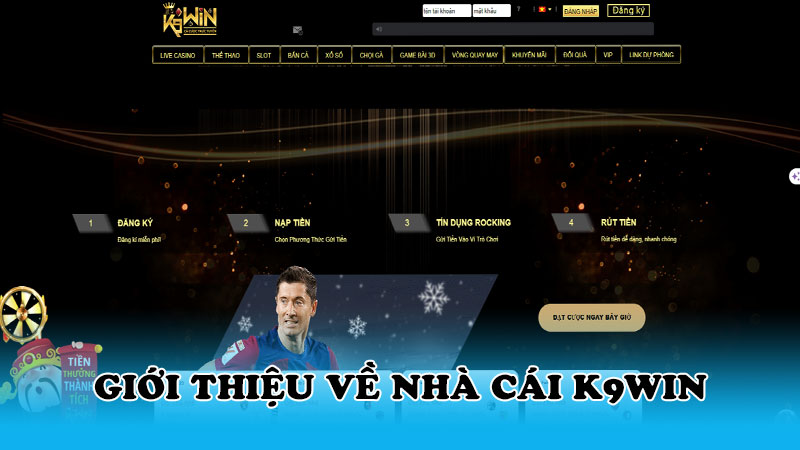 K9WIN
CÁ CƯỢC TRỰC TUYẾN
tên tài khoản mật khẩu ? ĐĂNG NHẬP Đăng ký
LIVE CASINO THỂ THAO SLOT BẮN CÁ XỔ SỐ CHỌI GÀ GAME BÀI 3D VÒNG QUAY MAY KHUYẾN MÃI ĐỔI QUÀ VIP LINK DỰ PHÒNG
1 ĐĂNG KÝ
Đăng kí miễn phí!
2 NẠP TIỀN
Chọn Phương Thức Gửi Tiền
3 TÍN DỤNG ROCKING
Gửi Tiền Vào Ví Trò Chơi
4 RÚT TIỀN
Rút tiền dễ dàng, nhanh chóng
ĐẶT CƯỢC NGAY BÂY GIỜ
TIỀN
THƯỞNG
THÀNH
TÍCH
GIỚI THIỆU VỀ NHÀ CÁI K9WIN